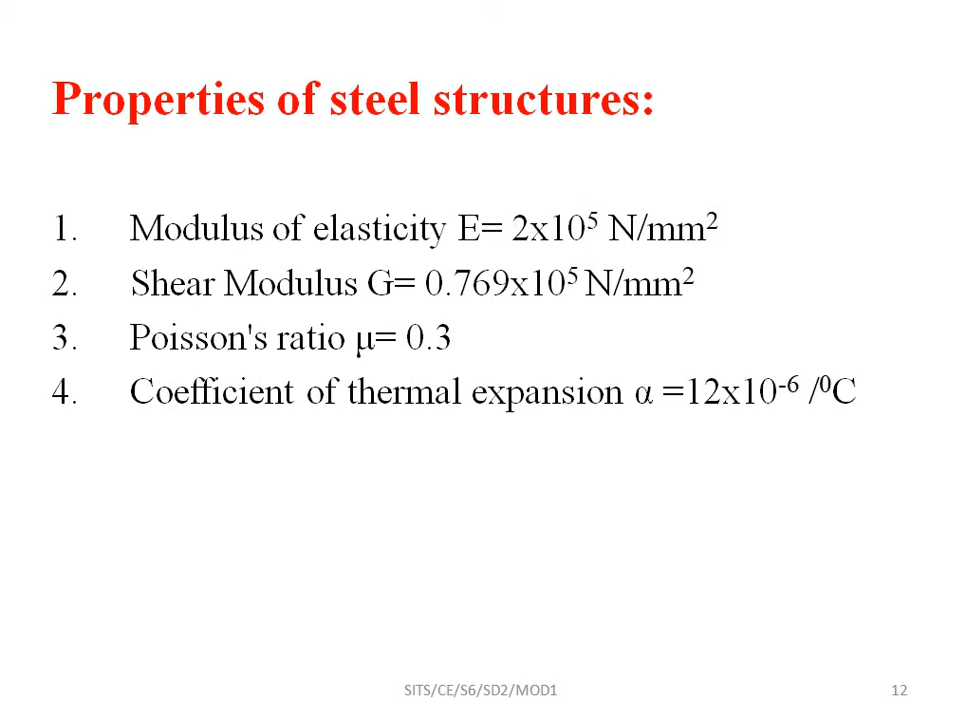 Properties of steel structures:
1. Modulus of elasticity E= 2x10⁵ N/mm²
2. Shear Modulus G= 0.769x10⁵ N/mm²
3. Poisson's ratio μ= 0.3
4. Coefficient of thermal expansion α =12x10⁻⁶ /⁰C
SITS/CE/S6/SD2/MOD1 12